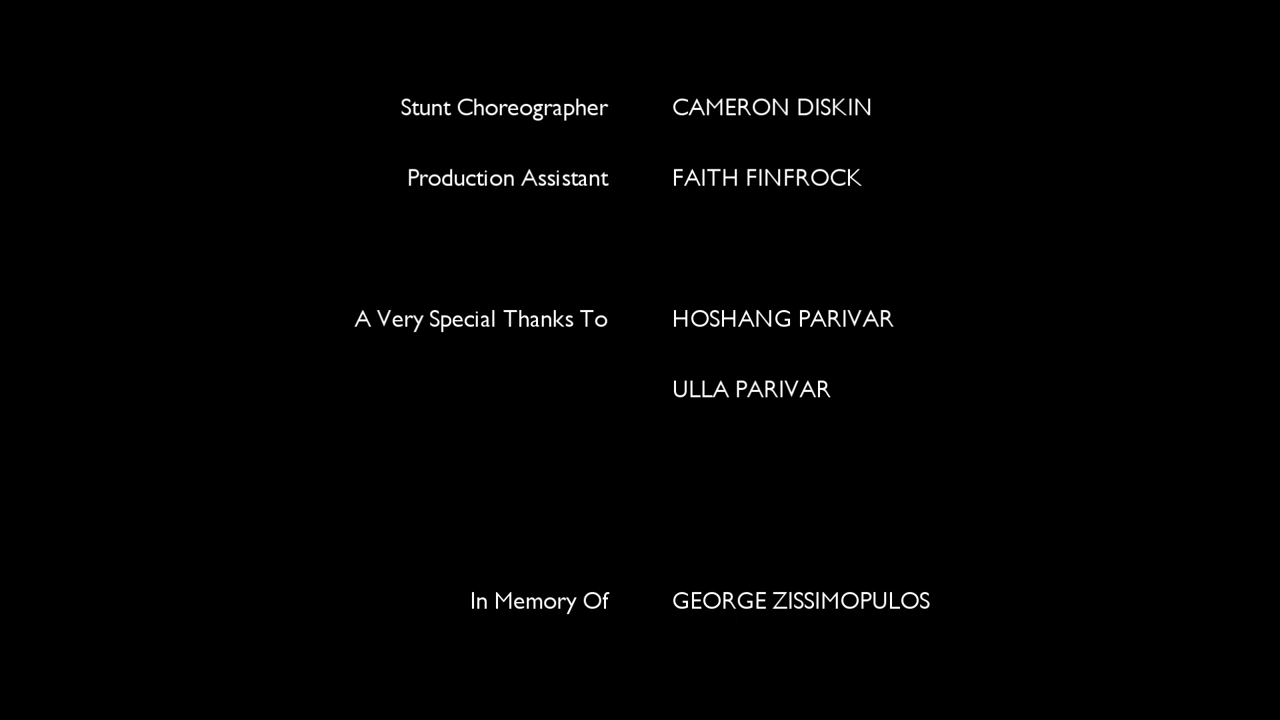 Stunt Choreographer CAMERON DISKIN
Production Assistant FAITH FINFROCK
A Very Special Thanks To HOSHANG PARIVAR
ULLA PARIVAR
In Memory Of GEORGE ZISSIMOPULOS